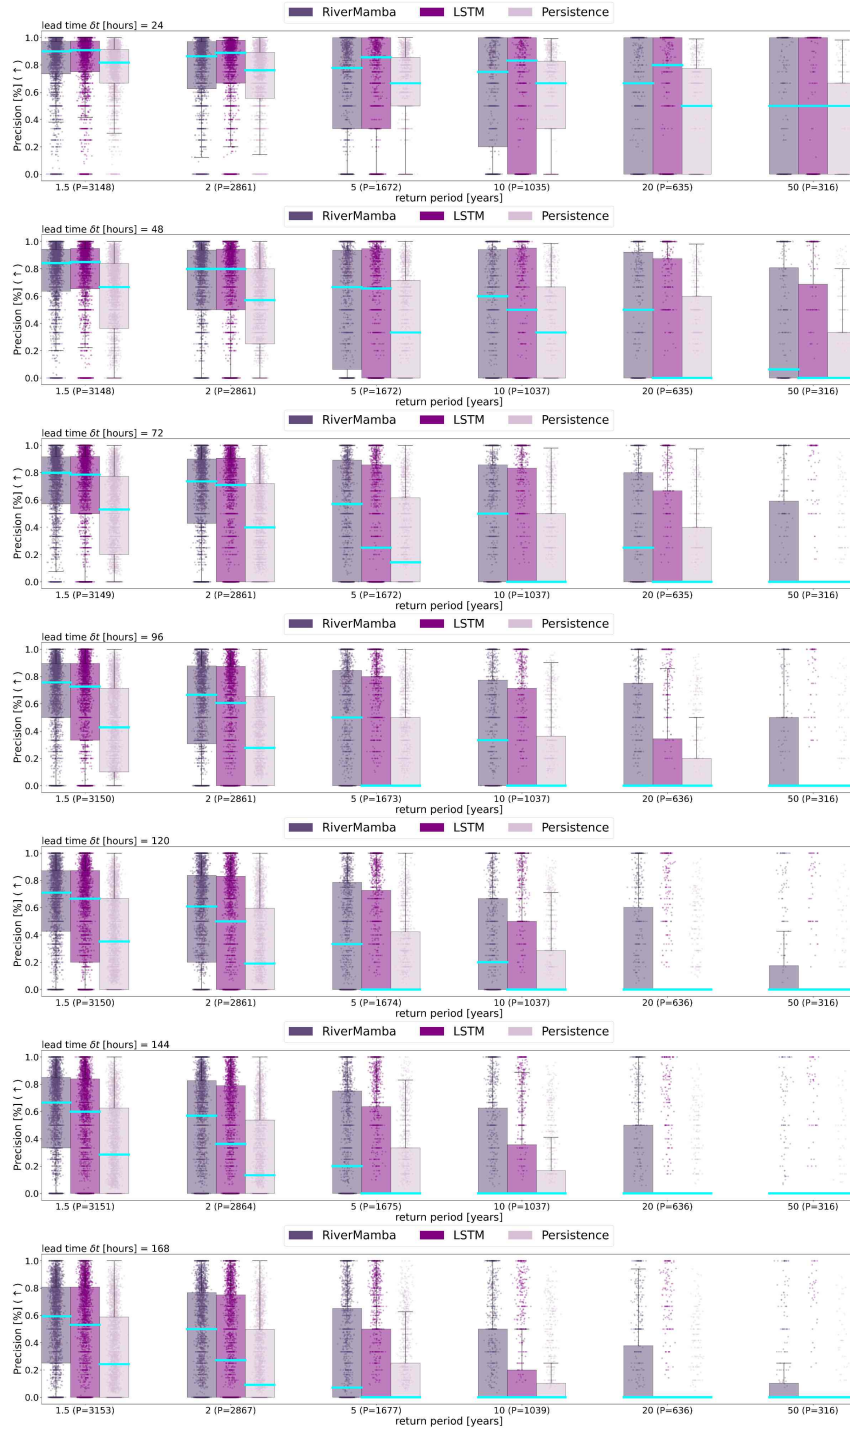 RiverMamba LSTM Persistence
lead time δt [hours] = 24
Precision [%] (↑)
1.0
0.8
0.6
0.4
0.2
0.0
1.5 (P=3148) 2 (P=2861) 5 (P=1672) 10 (P=1035) 20 (P=635) 50 (P=316)
return period [years]
RiverMamba LSTM Persistence
lead time δt [hours] = 48
Precision [%] (↑)
1.0
0.8
0.6
0.4
0.2
0.0
1.5 (P=3148) 2 (P=2861) 5 (P=1672) 10 (P=1037) 20 (P=635) 50 (P=316)
return period [years]
RiverMamba LSTM Persistence
lead time δt [hours] = 72
Precision [%] (↑)
1.0
0.8
0.6
0.4
0.2
0.0
1.5 (P=3149) 2 (P=2861) 5 (P=1672) 10 (P=1037) 20 (P=635) 50 (P=316)
return period [years]
RiverMamba LSTM Persistence
lead time δt [hours] = 96
Precision [%] (↑)
1.0
0.8
0.6
0.4
0.2
0.0
1.5 (P=3150) 2 (P=2861) 5 (P=1673) 10 (P=1037) 20 (P=636) 50 (P=316)
return period [years]
RiverMamba LSTM Persistence
lead time δt [hours] = 120
Precision [%] (↑)
1.0
0.8
0.6
0.4
0.2
0.0
1.5 (P=3150) 2 (P=2861) 5 (P=1674) 10 (P=1037) 20 (P=636) 50 (P=316)
return period [years]
RiverMamba LSTM Persistence
lead time δt [hours] = 144
Precision [%] (↑)
1.0
0.8
0.6
0.4
0.2
0.0
1.5 (P=3151) 2 (P=2864) 5 (P=1675) 10 (P=1037) 20 (P=636) 50 (P=316)
return period [years]
RiverMamba LSTM Persistence
lead time δt [hours] = 168
Precision [%] (↑)
1.0
0.8
0.6
0.4
0.2
0.0
1.5 (P=3153) 2 (P=2867) 5 (P=1677) 10 (P=1039) 20 (P=636) 50 (P=316)
return period [years]